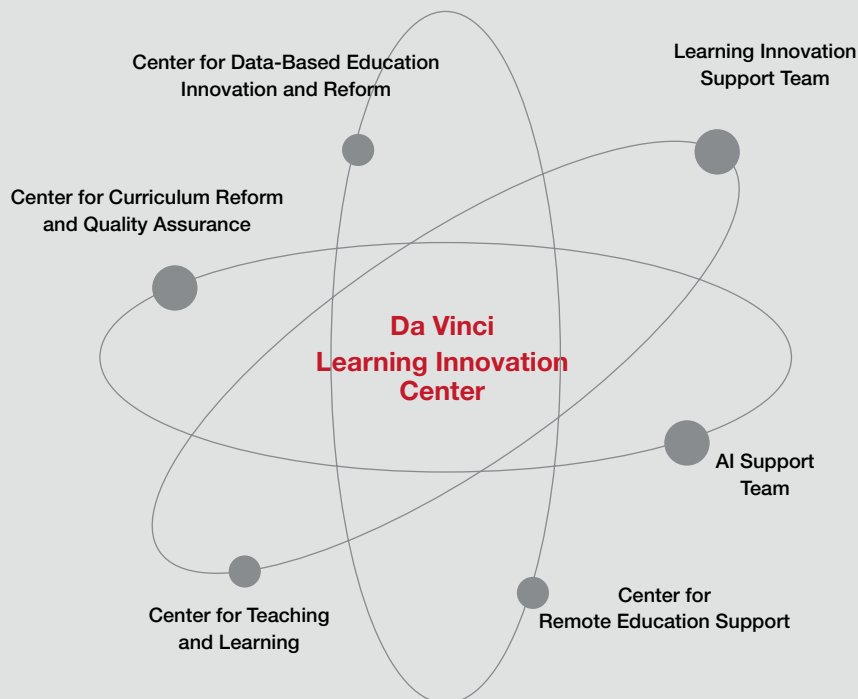 Center for Data-Based Education
Innovation and Reform
Learning Innovation
Support Team
Center for Curriculum Reform
and Quality Assurance
Da Vinci
Learning Innovation
Center
AI Support
Team
Center for
Remote Education Support
Center for Teaching
and Learning